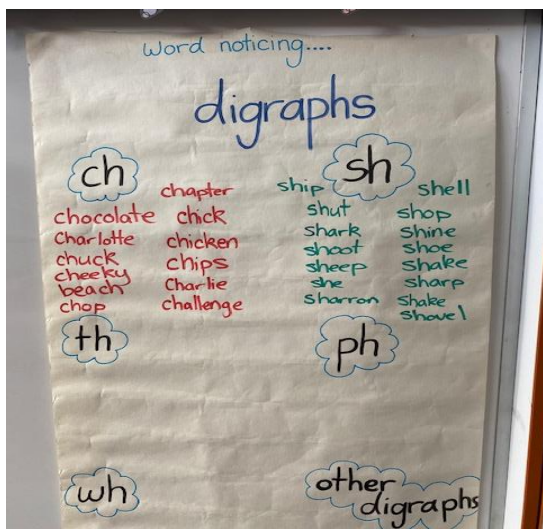 word noticing....
digraphs
ch
chapter
chocolate chick
Charlotte chicken
chuck chips
cheeky Charlie
beach challenge
chop
sh
ship shell
shut shop
shark shine
shoot shoe
sheep shake
she sharp
sharron shake
shovel
th
ph
wh
other
digraphs